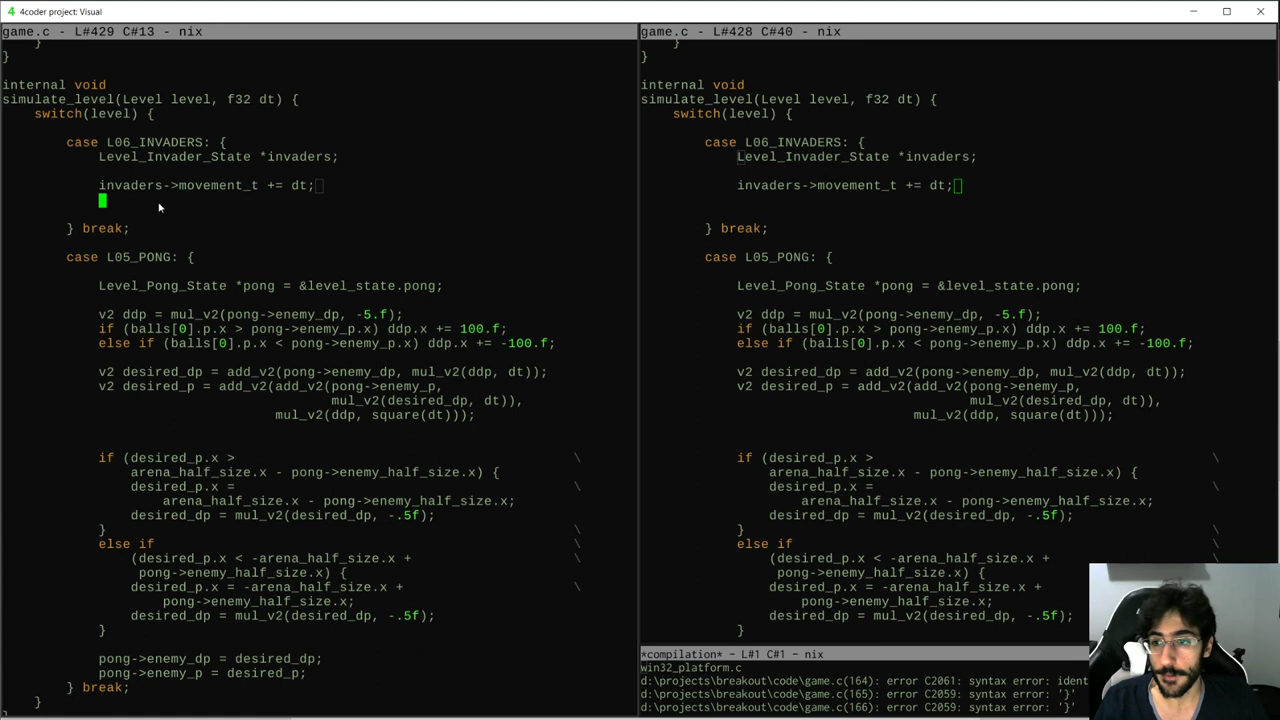 4 4coder project: Visual
game.c - L#429 C#13 - nix
}
}
internal void
simulate_level(Level level, f32 dt) {
switch(level) {
case L06_INVADERS: {
Level_Invader_State *invaders;
invaders->movement_t += dt;
} break;
case L05_PONG: {
Level_Pong_State *pong = &level_state.pong;
v2 ddp = mul_v2(pong->enemy_dp, -5.f);
if (balls[0].p.x > pong->enemy_p.x) ddp.x += 100.f;
else if (balls[0].p.x < pong->enemy_p.x) ddp.x += -100.f;
v2 desired_dp = add_v2(pong->enemy_dp, mul_v2(ddp, dt));
v2 desired_p = add_v2(add_v2(pong->enemy_p,
mul_v2(desired_dp, dt)),
mul_v2(ddp, square(dt)));
if (desired_p.x > \
arena_half_size.x - pong->enemy_half_size.x) {
desired_p.x = \
arena_half_size.x - pong->enemy_half_size.x;
desired_dp = mul_v2(desired_dp, -.5f); \
} \
else if \
(desired_p.x < -arena_half_size.x + \
pong->enemy_half_size.x) {
desired_p.x = -arena_half_size.x + \
pong->enemy_half_size.x;
desired_dp = mul_v2(desired_dp, -.5f); \
}
pong->enemy_dp = desired_dp;
pong->enemy_p = desired_p;
} break;
}
game.c - L#428 C#40 - nix
}
}
internal void
simulate_level(Level level, f32 dt) {
switch(level) {
case L06_INVADERS: {
Level_Invader_State *invaders;
invaders->movement_t += dt;
} break;
case L05_PONG: {
Level_Pong_State *pong = &level_state.pong;
v2 ddp = mul_v2(pong->enemy_dp, -5.f);
if (balls[0].p.x > pong->enemy_p.x) ddp.x += 100.f;
else if (balls[0].p.x < pong->enemy_p.x) ddp.x += -100.f;
v2 desired_dp = add_v2(pong->enemy_dp, mul_v2(ddp, dt));
v2 desired_p = add_v2(add_v2(pong->enemy_p,
mul_v2(desired_dp, dt)),
mul_v2(ddp, square(dt)));
if (desired_p.x > \
arena_half_size.x - pong->enemy_half_size.x) {
desired_p.x = \
arena_half_size.x - pong->enemy_half_size.x;
desired_dp = mul_v2(desired_dp, -.5f); \
} \
else if \
(desired_p.x < -arena_half_size.x + \
pong->enemy_half_size.x) {
desired_p.x = -arena_half_size.x +
pong->enemy_half_size.x;
desired_dp = mul_v2(desired_dp, -.5f);
}
*compilation* - L#1 C#1 - nix
win32_platform.c
d:\projects\breakout\code\game.c(164): error C2061: syntax error: ident
d:\projects\breakout\code\game.c(165): error C2059: syntax error: '}'
d:\projects\breakout\code\game.c(166): error C2059: syntax error: '}'